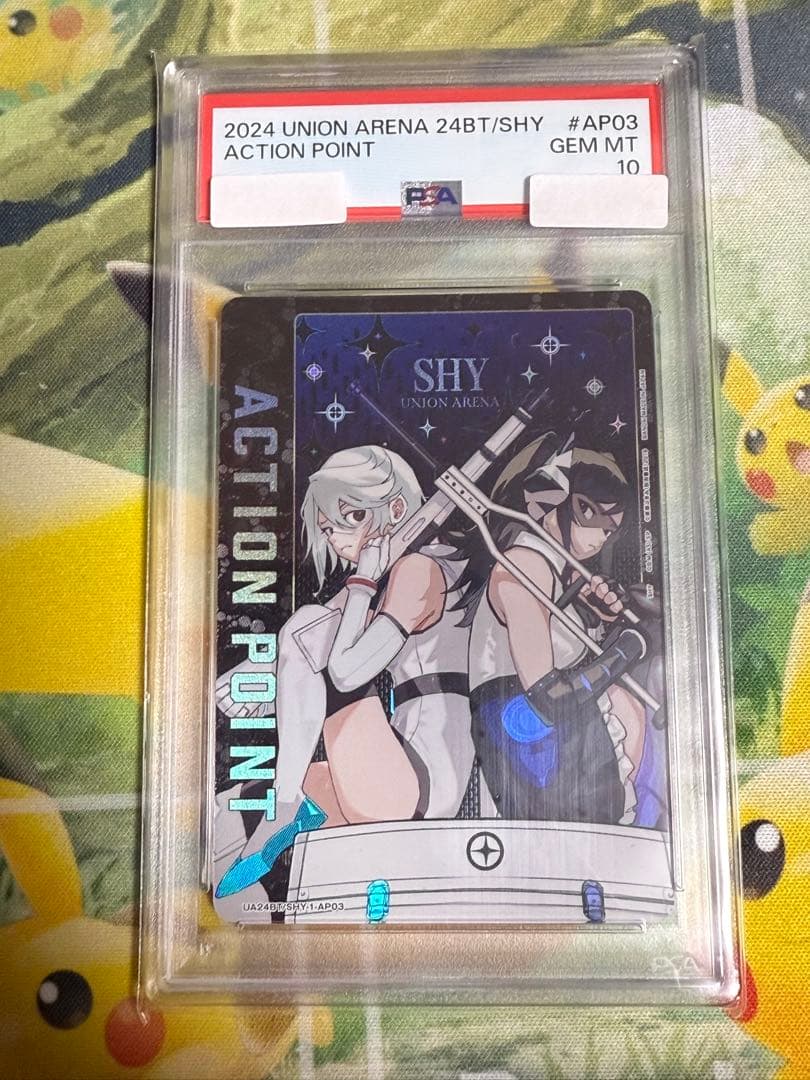 2024 UNION ARENA 24BT/SHY #AP03
ACTION POINT GEM MT
10
PSA
SHY
UNION ARENA
ACTION POINT
UA24BT/SHY-1-AP03
PSA